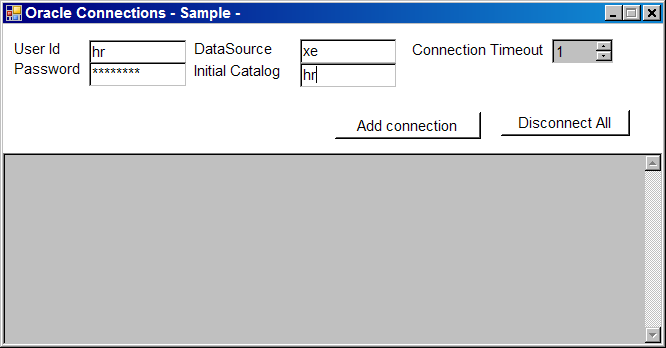 Oracle Connections - Sample -
User Id hr DataSource xe Connection Timeout 1
Password ******** Initial Catalog hr
Add connection Disconnect All